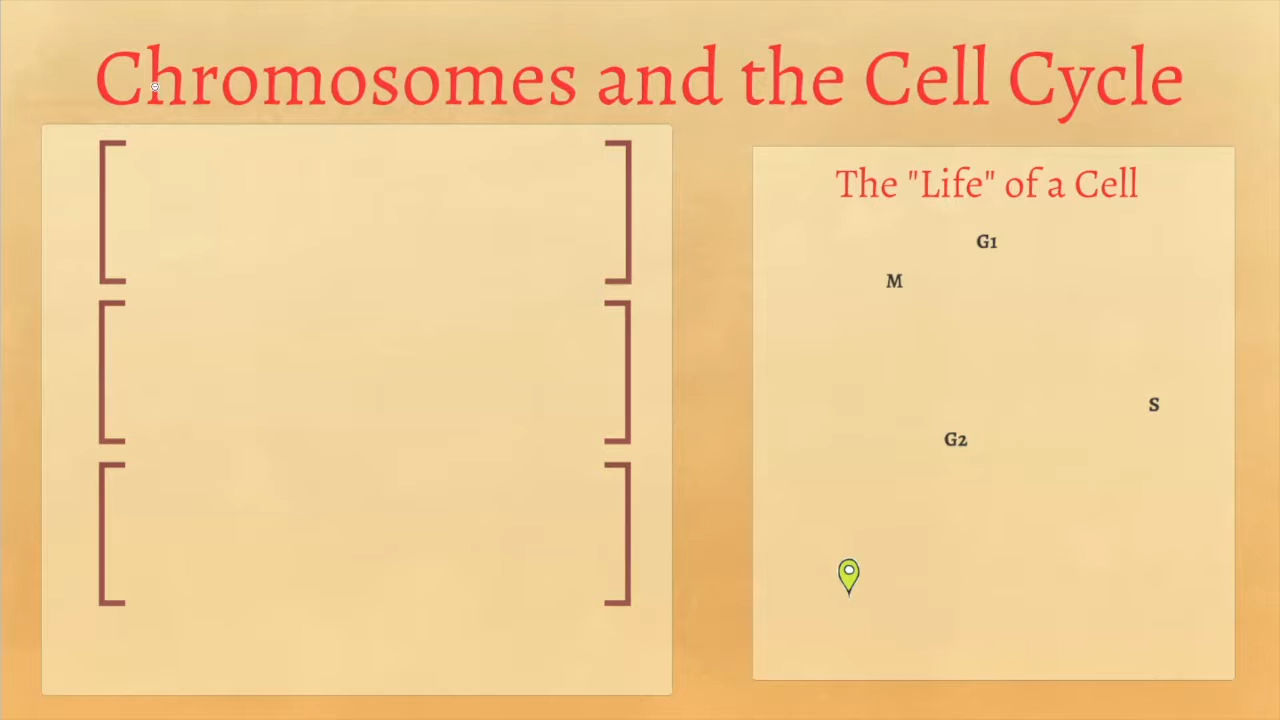 Chromosomes and the Cell Cycle
The "Life" of a Cell
G1
M
S
G2